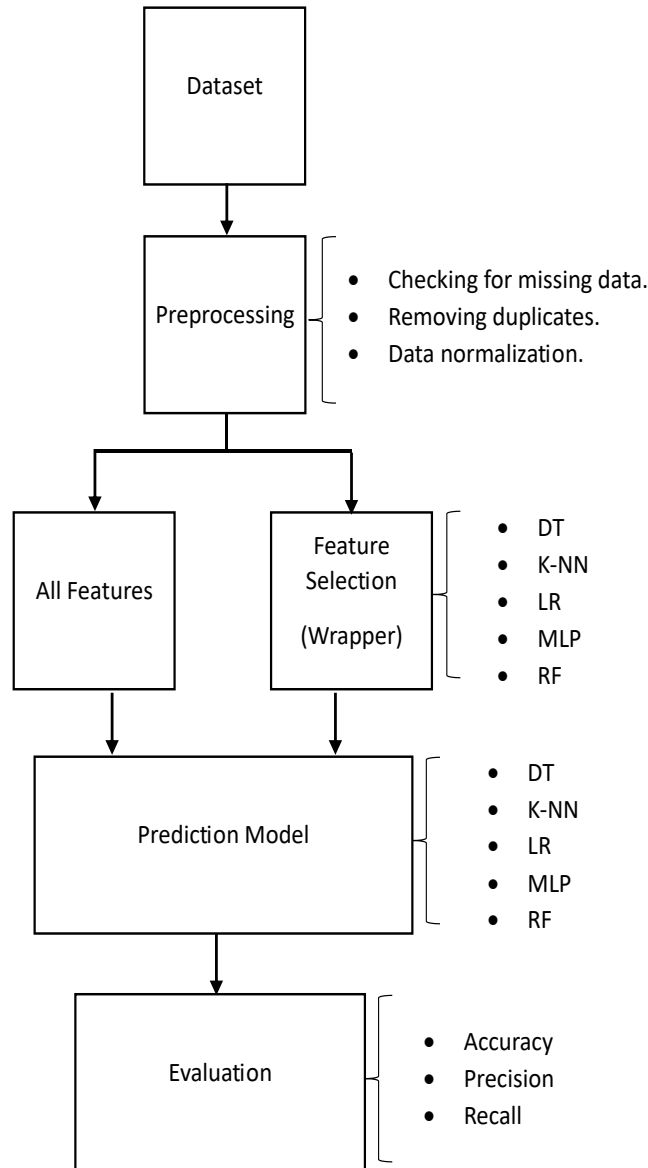 Dataset
Preprocessing
• Checking for missing data.
• Removing duplicates.
• Data normalization.
All Features
Feature
Selection
(Wrapper)
• DT
• K-NN
• LR
• MLP
• RF
Prediction Model
• DT
• K-NN
• LR
• MLP
• RF
Evaluation
• Accuracy
• Precision
• Recall